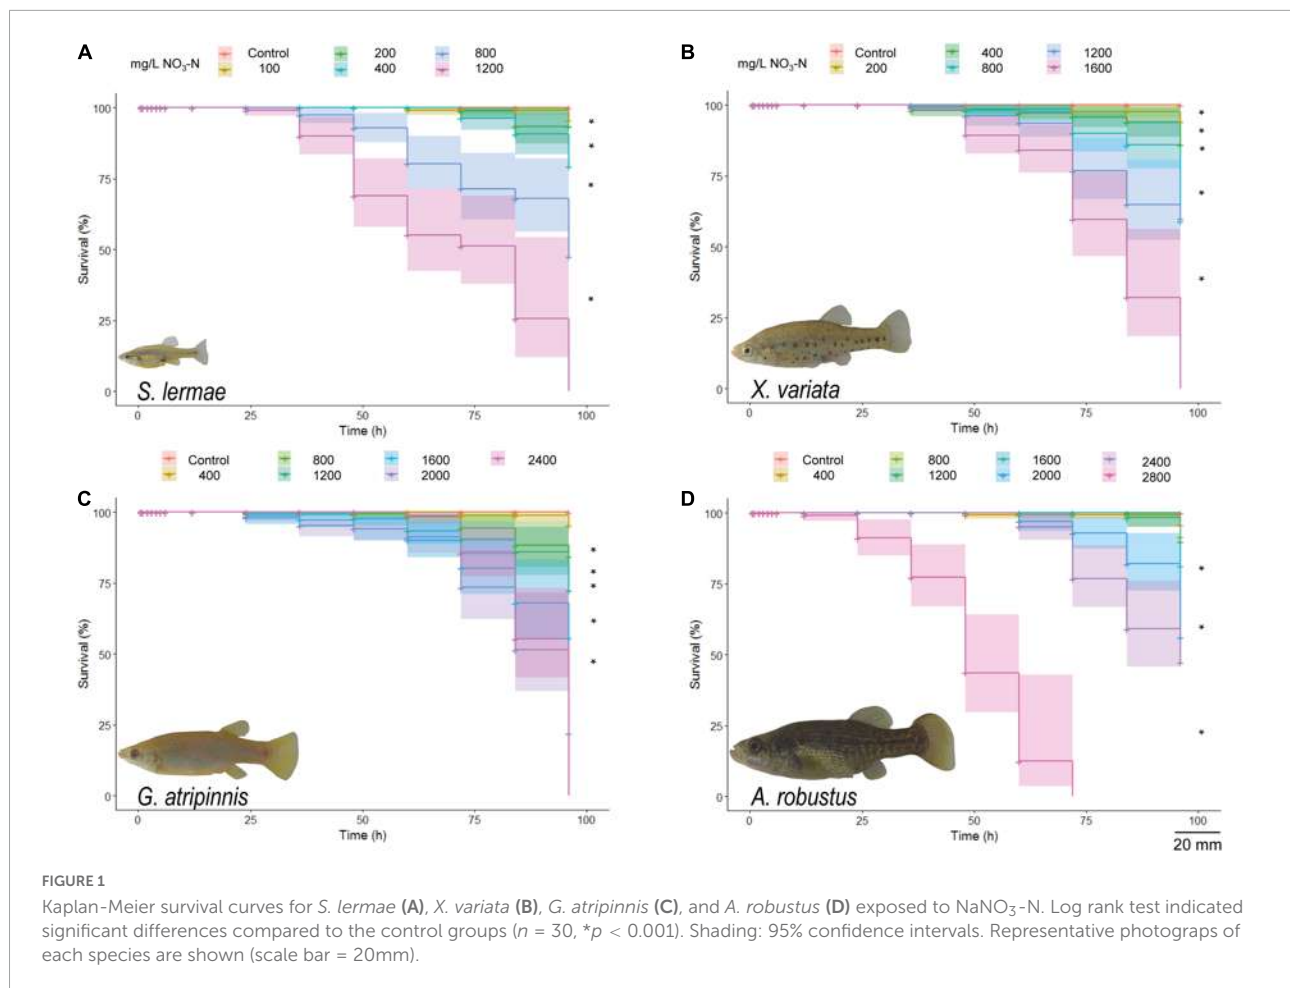 A
mg/L NO₃-N
Control 200 800
100 400 1200
Survival (%)
100
75
50
25
0
*
*
*
*
S. lermae
0 25 50 75 100
Time (h)
B
mg/L NO₃-N
Control 400 1200
200 800 1600
Survival (%)
100
75
50
25
0
*
*
*
*
*
X. variata
0 25 50 75 100
Time (h)
C
Control 800 1600 2400
400 1200 2000
Survival (%)
100
75
50
25
0
*
*
*
*
*
G. atripinnis
0 25 50 75 100
Time (h)
D
Control 800 1600 2400
400 1200 2000 2800
Survival (%)
100
75
50
25
0
*
*
*
A. robustus
0 25 50 75 100
Time (h)
20 mm
FIGURE 1
Kaplan-Meier survival curves for S. lermae (A), X. variata (B), G. atripinnis (C), and A. robustus (D) exposed to NaNO₃-N. Log rank test indicated
significant differences compared to the control groups (n = 30, *p < 0.001). Shading: 95% confidence intervals. Representative photograps of
each species are shown (scale bar = 20mm).